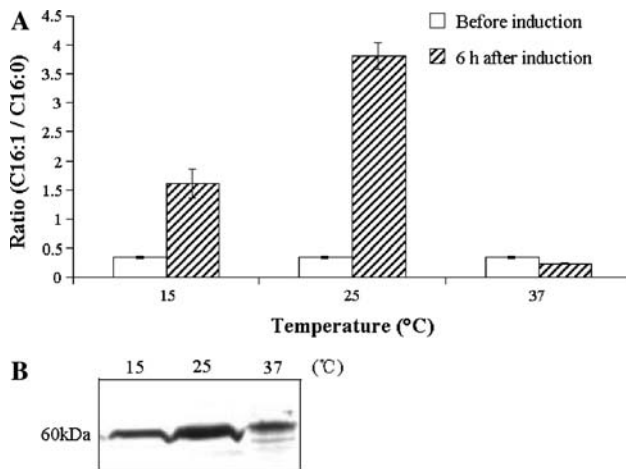 A
Ratio (C16:1 / C16:0)
4.5
4
3.5
3
2.5
2
1.5
1
0.5
0
Before induction
6 h after induction
15 25 37
Temperature (°C)
B
15 25 37 (℃)
60kDa